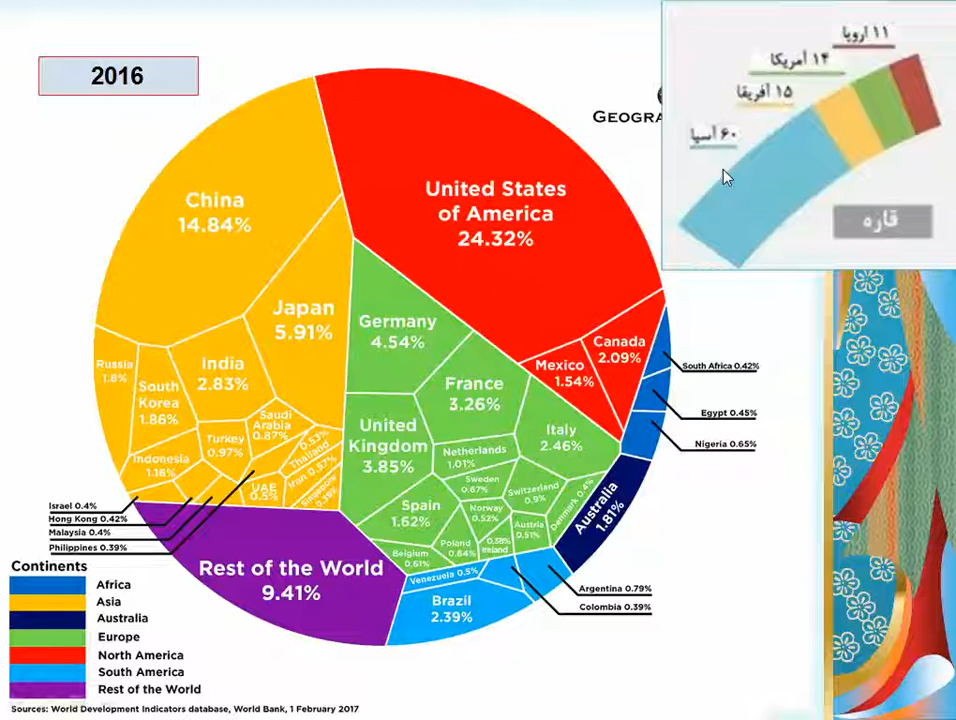 2016
GEOGRA
۱۱ اروپا
۱۴ آمریکا
۱۵ آفریقا
۶۰ آسیا
قاره
China
14.84%
United States
of America
24.32%
Japan
5.91%
Germany
4.54%
Canada
2.09%
Mexico
1.54%
South Africa 0.42%
Egypt 0.45%
Nigeria 0.65%
Russia
1.8%
India
2.83%
South
Korea
1.86%
France
3.26%
United
Kingdom
3.85%
Italy
2.46%
Saudi
Arabia
0.87%
Turkey
0.97%
0.53%
Thailand
Indonesia
1.16%
Iran 0.57%
UAE
0.5%
Singapore
0.39%
Netherlands
1.01%
Sweden
0.67%
Switzerland
0.9%
Denmark 0.4%
Australia
1.81%
Spain
1.62%
Norway
0.52%
Austria
0.51%
Poland
0.64%
0.38%
Ireland
Belgium
0.61%
Israel 0.4%
Hong Kong 0.42%
Malaysia 0.4%
Philippines 0.39%
Rest of the World
9.41%
Venezuela 0.5%
Brazil
2.39%
Argentina 0.79%
Colombia 0.39%
Continents
Africa
Asia
Australia
Europe
North America
South America
Rest of the World
Sources: World Development Indicators database, World Bank, 1 February 2017